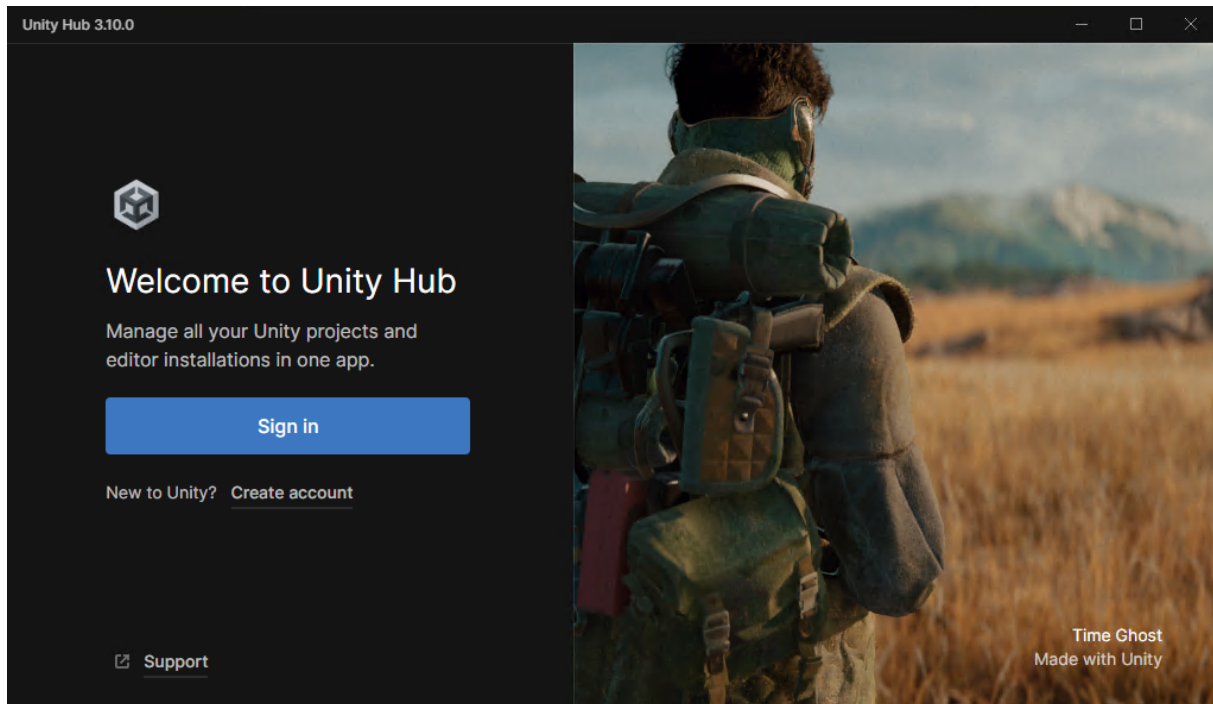 Unity Hub 3.10.0
Welcome to Unity Hub
Manage all your Unity projects and
editor installations in one app.
Sign in
New to Unity? Create account
Support
Time Ghost
Made with Unity